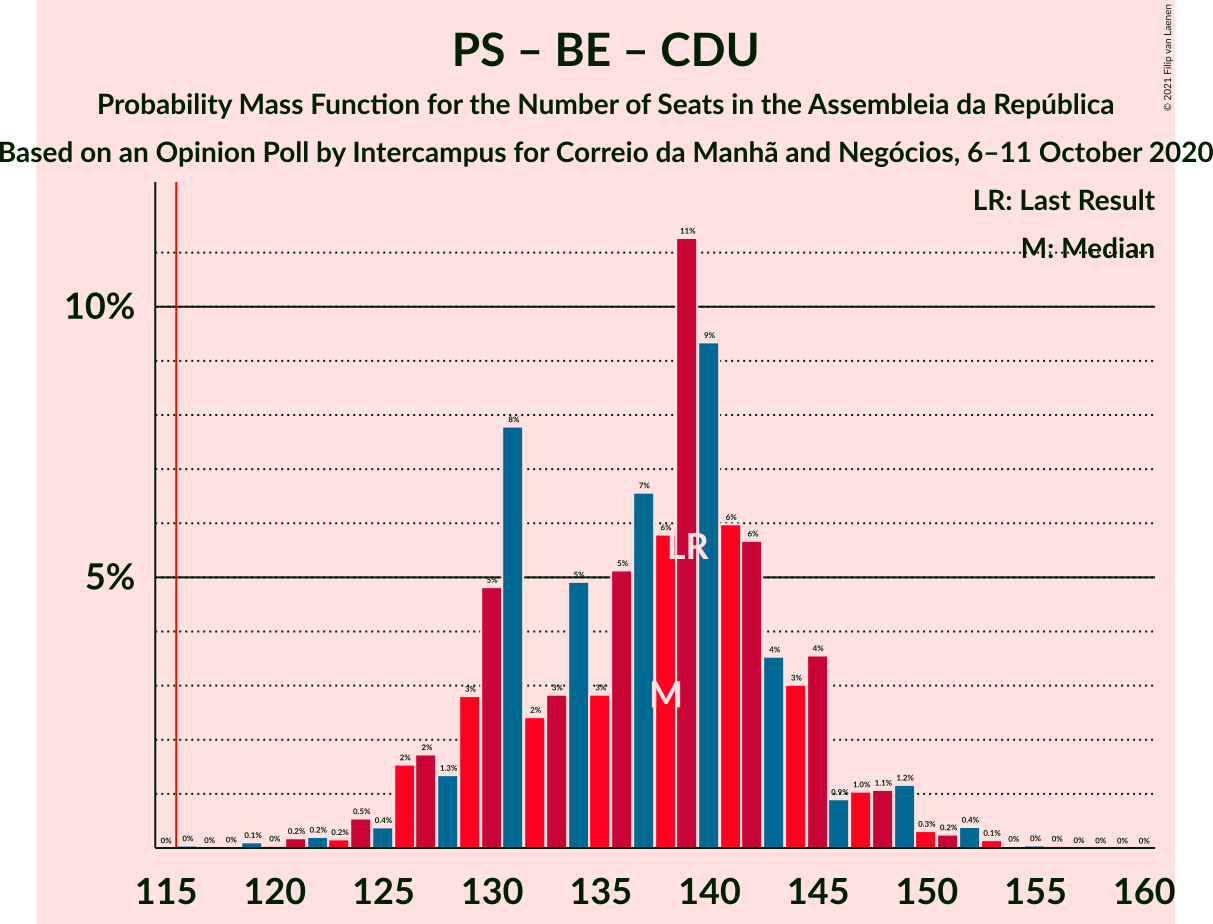 PS – BE – CDU
Probability Mass Function for the Number of Seats in the Assembleia da República
Based on an Opinion Poll by Intercampus for Correio da Manhã and Negócios, 6–11 October 2020
© 2021 Filip van Laenen
LR: Last Result
M: Median
10%
5%
0% 0% 0% 0% 0.1% 0% 0.2% 0.2% 0.2% 0.5% 0.4% 2% 2% 1.3% 3% 5% 8% 2% 3% 5% 3% 5% 7% 6% 11% 9% 6% 6% 4% 3% 4% 0.9% 1.0% 1.1% 1.2% 0.3% 0.2% 0.4% 0.1% 0% 0% 0% 0% 0% 0%
LR
M
115 120 125 130 135 140 145 150 155 160